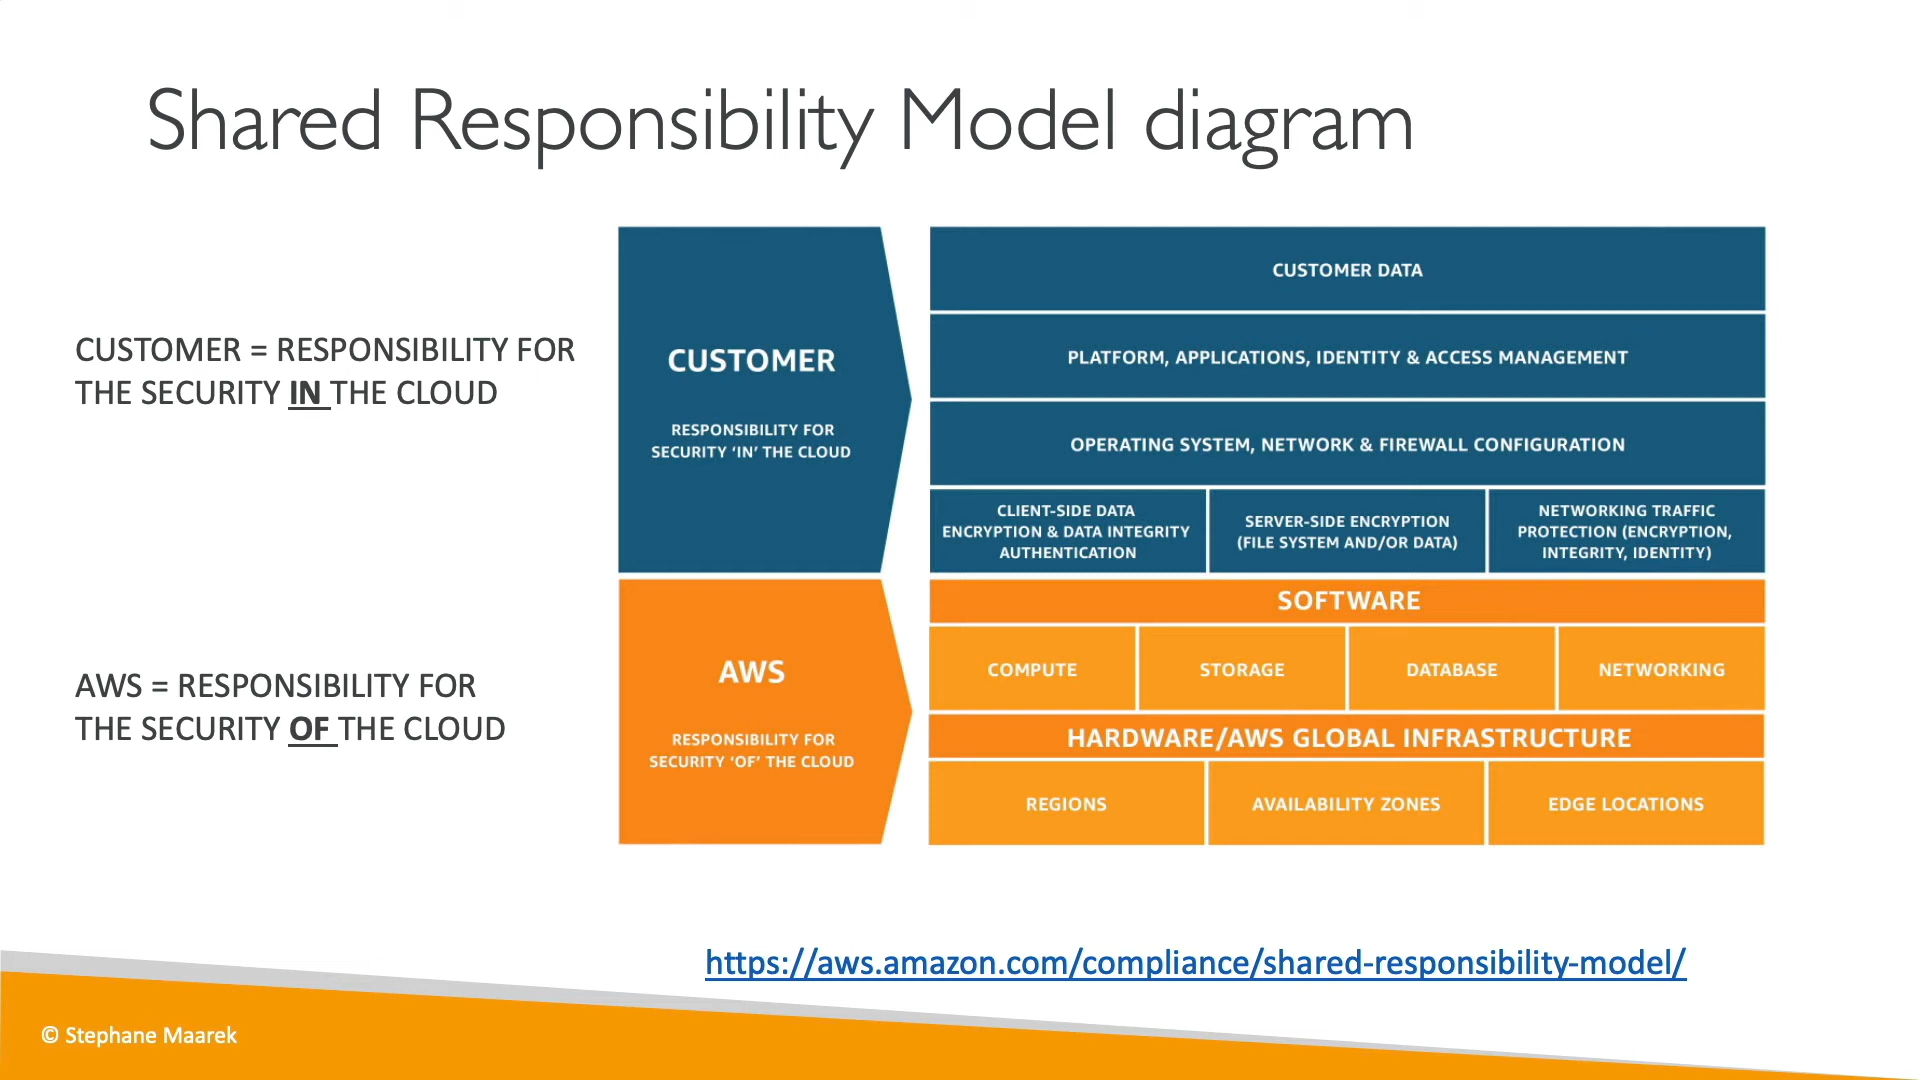 Shared Responsibility Model diagram
CUSTOMER = RESPONSIBILITY FOR
THE SECURITY IN THE CLOUD
CUSTOMER
RESPONSIBILITY FOR
SECURITY ‘IN’ THE CLOUD
CUSTOMER DATA
PLATFORM, APPLICATIONS, IDENTITY & ACCESS MANAGEMENT
OPERATING SYSTEM, NETWORK & FIREWALL CONFIGURATION
CLIENT-SIDE DATA
ENCRYPTION & DATA INTEGRITY
AUTHENTICATION
SERVER-SIDE ENCRYPTION
(FILE SYSTEM AND/OR DATA)
NETWORKING TRAFFIC
PROTECTION (ENCRYPTION,
INTEGRITY, IDENTITY)
AWS = RESPONSIBILITY FOR
THE SECURITY OF THE CLOUD
AWS
RESPONSIBILITY FOR
SECURITY ‘OF’ THE CLOUD
SOFTWARE
COMPUTE
STORAGE
DATABASE
NETWORKING
HARDWARE/AWS GLOBAL INFRASTRUCTURE
REGIONS
AVAILABILITY ZONES
EDGE LOCATIONS
https://aws.amazon.com/compliance/shared-responsibility-model/
© Stephane Maarek